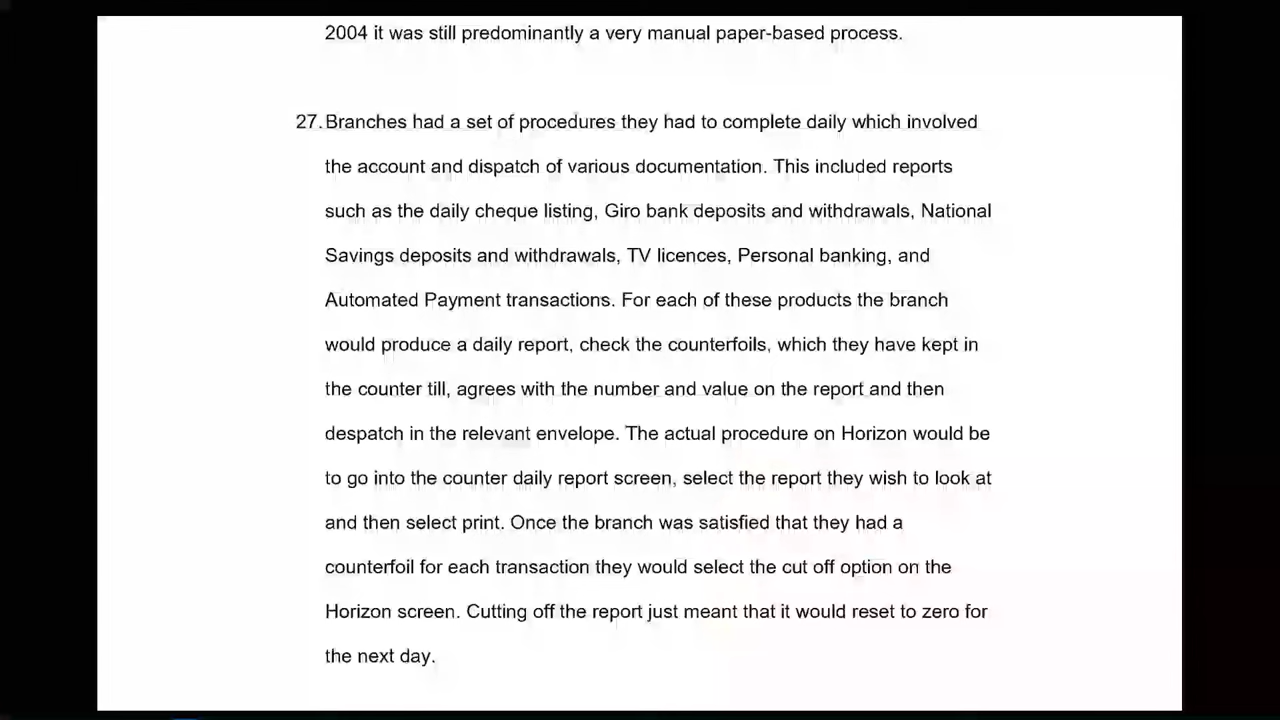 2004 it was still predominantly a very manual paper-based process.
27. Branches had a set of procedures they had to complete daily which involved
the account and dispatch of various documentation. This included reports
such as the daily cheque listing, Giro bank deposits and withdrawals, National
Savings deposits and withdrawals, TV licences, Personal banking, and
Automated Payment transactions. For each of these products the branch
would produce a daily report, check the counterfoils, which they have kept in
the counter till, agrees with the number and value on the report and then
despatch in the relevant envelope. The actual procedure on Horizon would be
to go into the counter daily report screen, select the report they wish to look at
and then select print. Once the branch was satisfied that they had a
counterfoil for each transaction they would select the cut off option on the
Horizon screen. Cutting off the report just meant that it would reset to zero for
the next day.